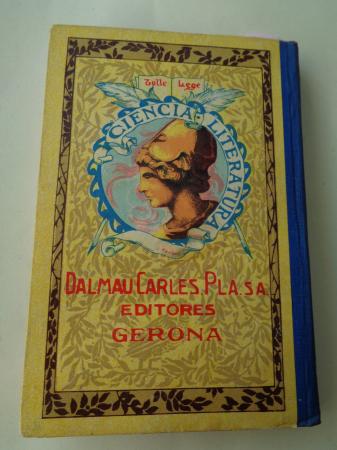 Tolle Lege
CIENCIA LITERATURA
DALMAU CARLES, PLA. S.A.
EDITORES
GERONA